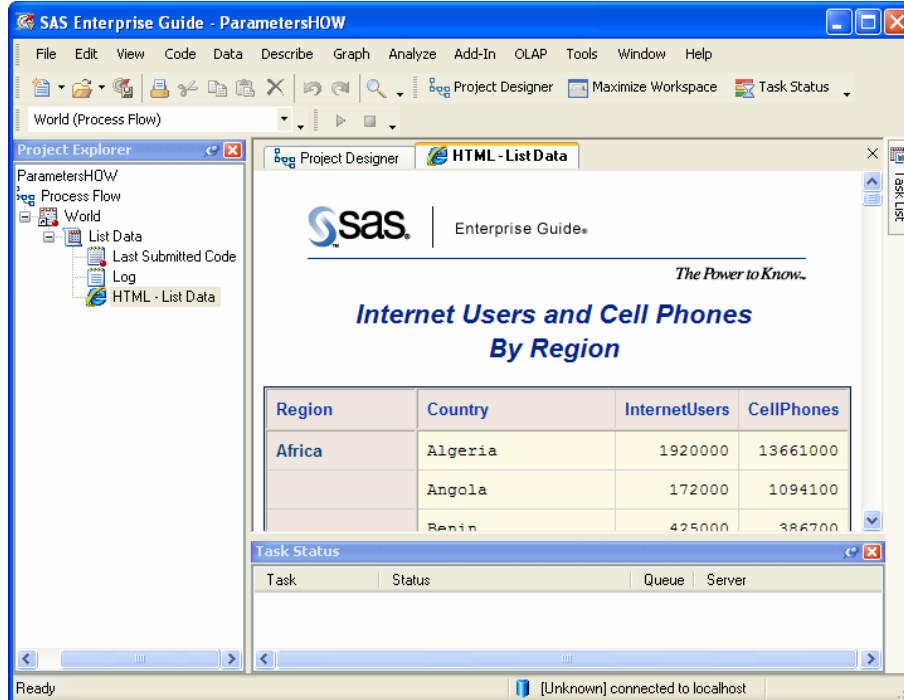 SAS Enterprise Guide - ParametersHOW
File Edit View Code Data Describe Graph Analyze Add-In OLAP Tools Window Help
Project Designer Maximize Workspace Task Status
World (Process Flow)
Project Explorer
ParametersHOW
Process Flow
World
List Data
Last Submitted Code
Log
HTML - List Data
Project Designer HTML - List Data
Task List
sas. Enterprise Guide®
The Power to Know™
Internet Users and Cell Phones
By Region
Region Country InternetUsers CellPhones
Africa Algeria 1920000 13661000
Angola 172000 1094100
Benin 425000 386700
Task Status
Task Status Queue Server
Ready [Unknown] connected to localhost